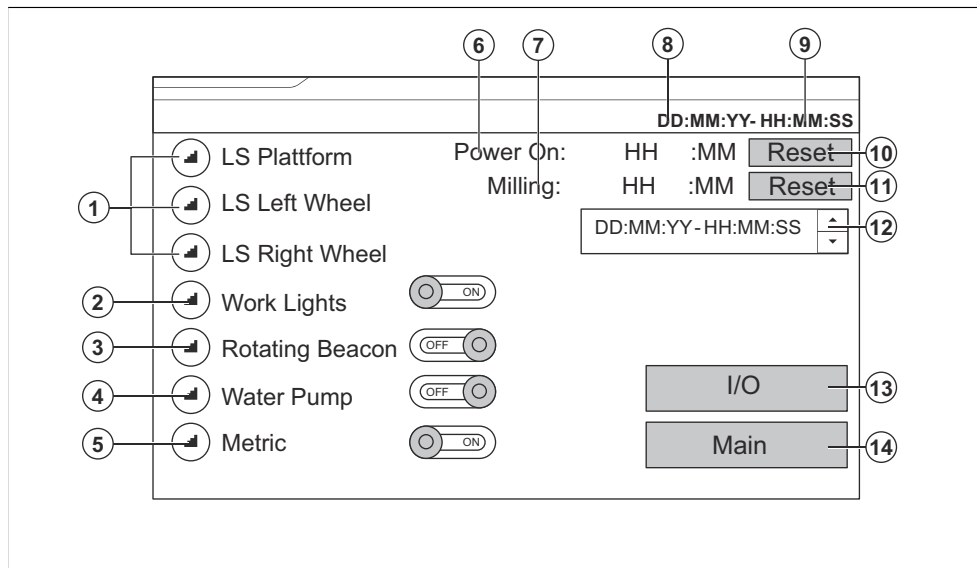 6 7 8 9
DD:MM:YY- HH:MM:SS
LS Plattform Power On: HH :MM Reset 10
Milling: HH :MM Reset 11
1 LS Left Wheel
DD:MM:YY-HH:MM:SS 12
LS Right Wheel
2 Work Lights ON
3 Rotating Beacon OFF
4 Water Pump OFF
I/O 13
5 Metric ON
Main 14